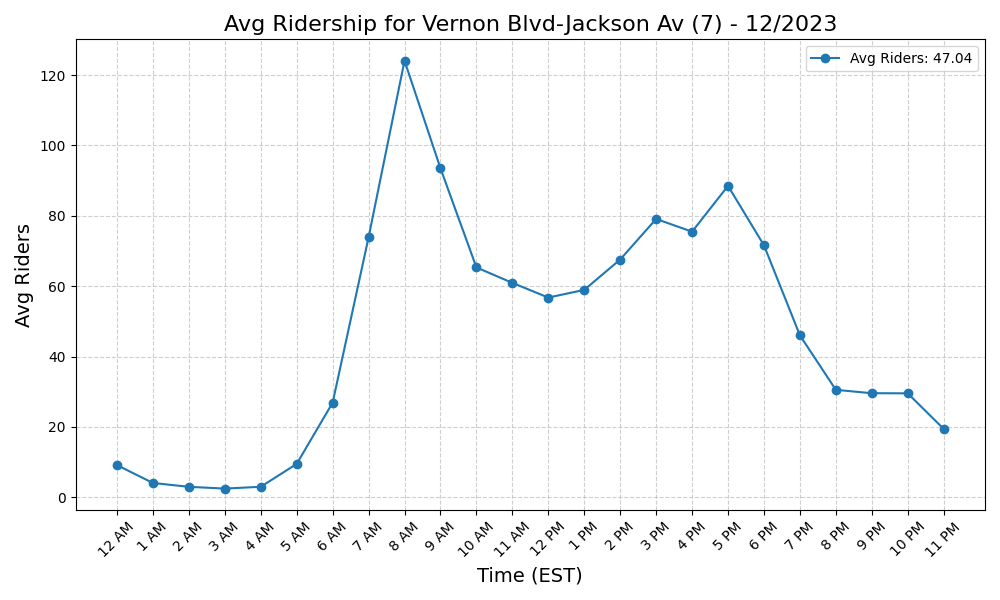 Avg Ridership for Vernon Blvd-Jackson Av (7) - 12/2023
Avg Riders: 47.04
Avg Riders
120
100
80
60
40
20
0
12 AM
1 AM
2 AM
3 AM
4 AM
5 AM
6 AM
7 AM
8 AM
9 AM
10 AM
11 AM
12 PM
1 PM
2 PM
3 PM
4 PM
5 PM
6 PM
7 PM
8 PM
9 PM
10 PM
11 PM
Time (EST)